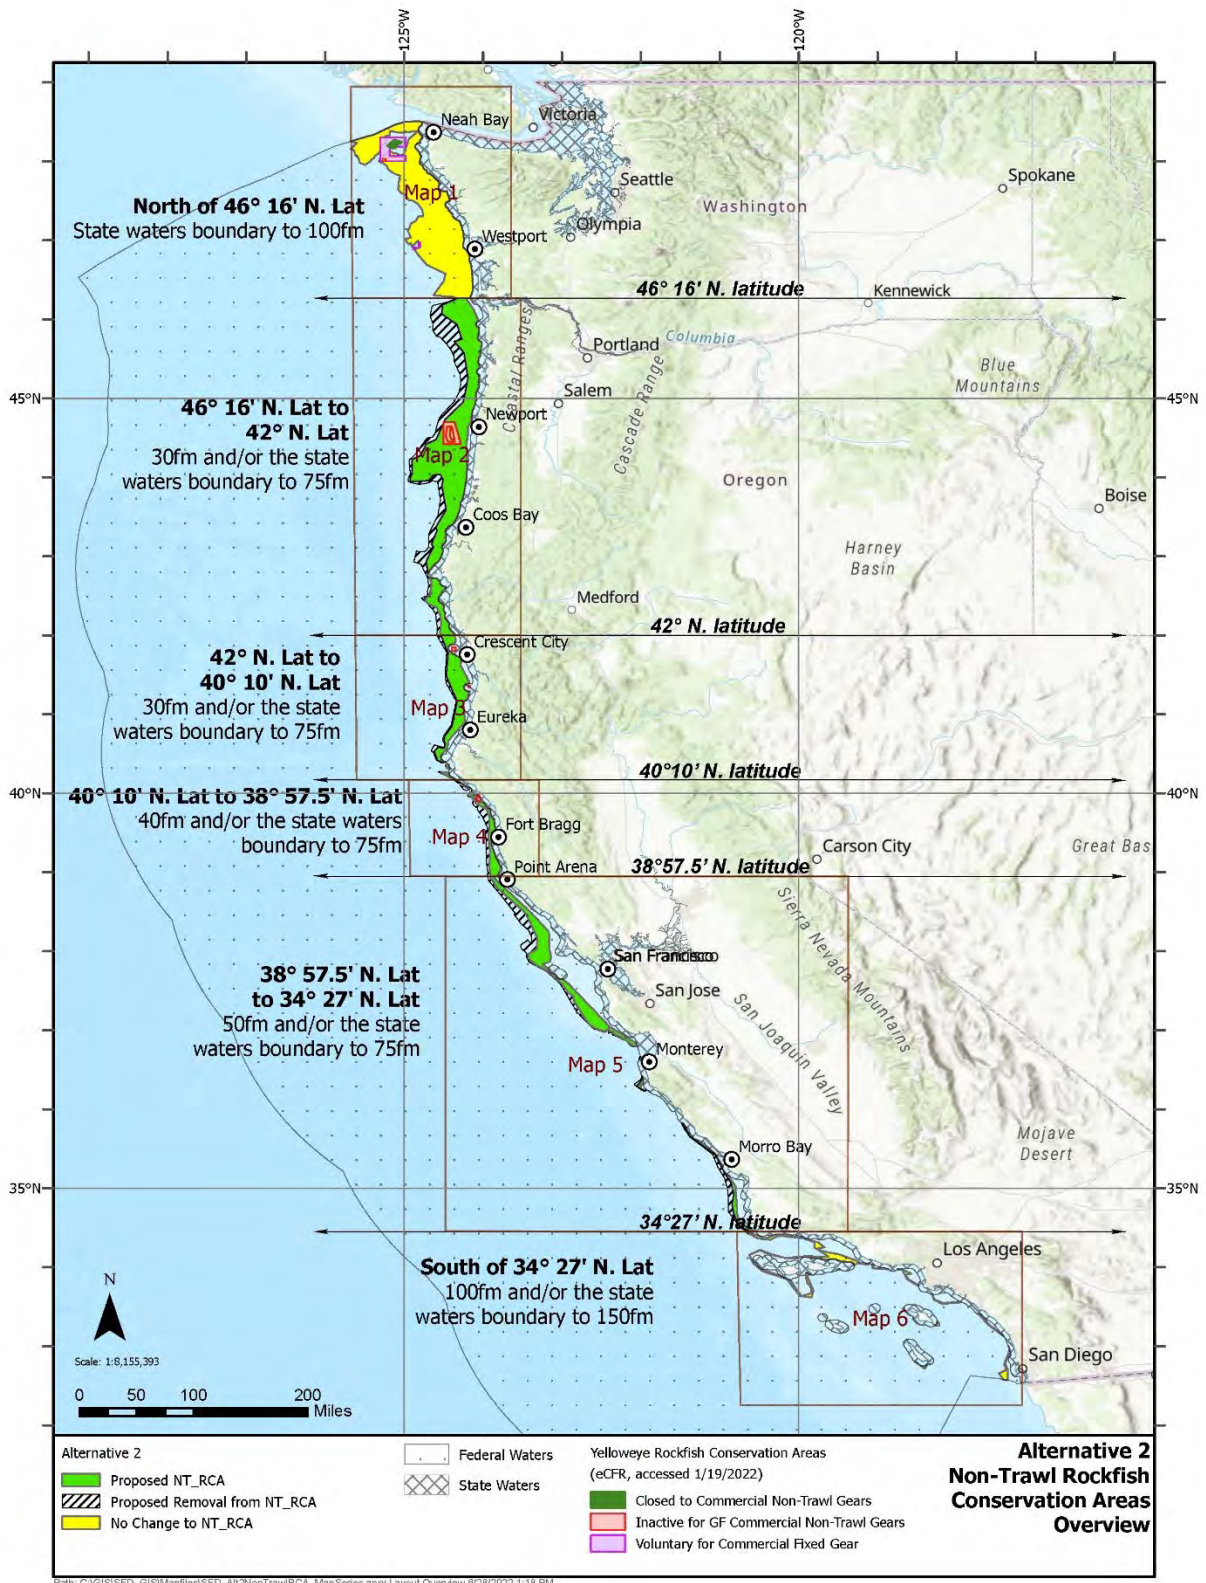 125°W
120°W
Neah Bay
Victoria
Seattle
Spokane
Map 1
Washington
North of 46° 16' N. Lat
State waters boundary to 100fm
Olympia
Westport
46° 16' N. latitude
Kennewick
Columbia
Portland
Coastal Ranges
Cascade Range
Blue
Mountains
45°N
45°N
Salem
46° 16' N. Lat to
42° N. Lat
30fm and/or the state
waters boundary to 75fm
Newport
Map 2
Oregon
Boise
Coos Bay
Harney
Basin
Medford
42° N. latitude
Crescent City
42° N. Lat to
40° 10' N. Lat
30fm and/or the state
waters boundary to 75fm
Map 3
Eureka
40°10' N. latitude
40°N
40°N
40° 10' N. Lat to 38° 57.5' N. Lat
40fm and/or the state waters
boundary to 75fm
Map 4
Fort Bragg
Carson City
Great Bas
Point Arena
38°57.5' N. latitude
Sierra Nevada Mountains
San Francisco
38° 57.5' N. Lat
to 34° 27' N. Lat
50fm and/or the state
waters boundary to 75fm
San Jose
San Joaquin Valley
Monterey
Map 5
Morro Bay
Mojave
Desert
35°N
35°N
34°27' N. latitude
Los Angeles
South of 34° 27' N. Lat
100fm and/or the state
waters boundary to 150fm
Map 6
San Diego
N
Scale: 1:8,155,393
0 50 100 200
Miles
Alternative 2
Proposed NT_RCA
Proposed Removal from NT_RCA
No Change to NT_RCA
Federal Waters
State Waters
Yelloweye Rockfish Conservation Areas
(eCFR, accessed 1/19/2022)
Closed to Commercial Non-Trawl Gears
Inactive for GF Commercial Non-Trawl Gears
Voluntary for Commercial Fixed Gear
Alternative 2
Non-Trawl Rockfish
Conservation Areas
Overview